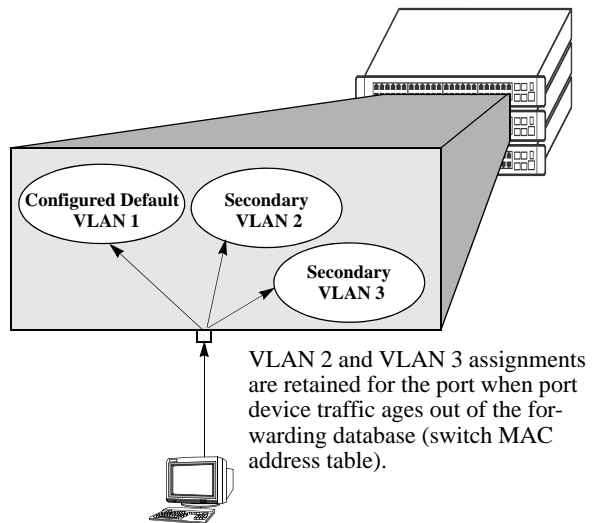 Configured Default
VLAN 1
Secondary
VLAN 2
Secondary
VLAN 3
VLAN 2 and VLAN 3 assignments
are retained for the port when port
device traffic ages out of the for-
warding database (switch MAC
address table).